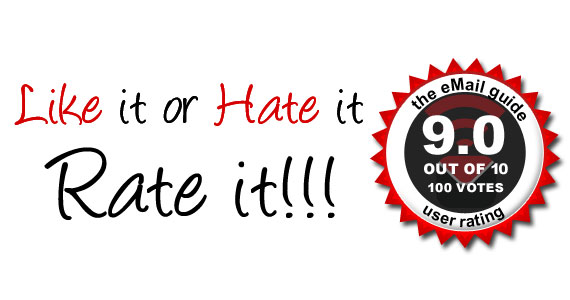 Like it or Hate it
Rate it!!!
the eMail guide
9.0
OUT OF 10
100 VOTES
user rating